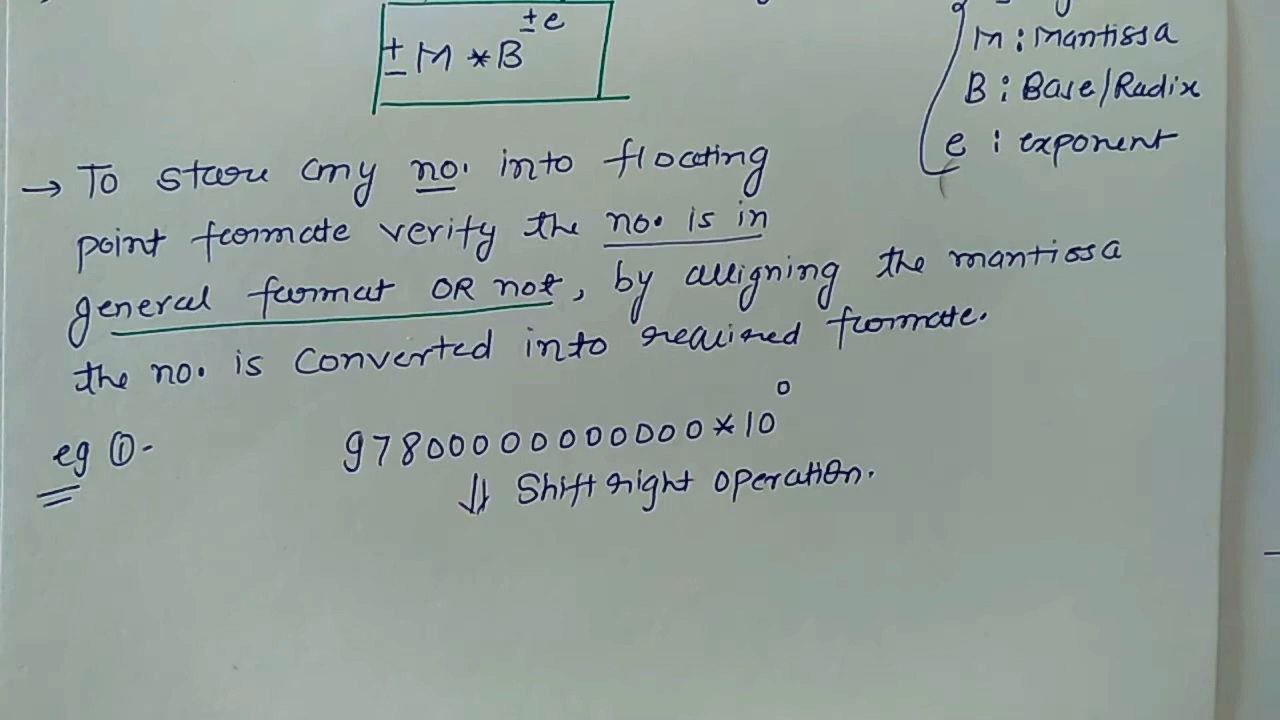 ± M * B ±e
M : Mantissa
B : Base/Radix
e : exponent
→ To store any no. into floating
point formate verify the no. is in
general format OR not, by alligning the mantissa
the no. is converted into required formate.
eg ①- 97800000000000 * 10⁰
⇓ Shift right operation.